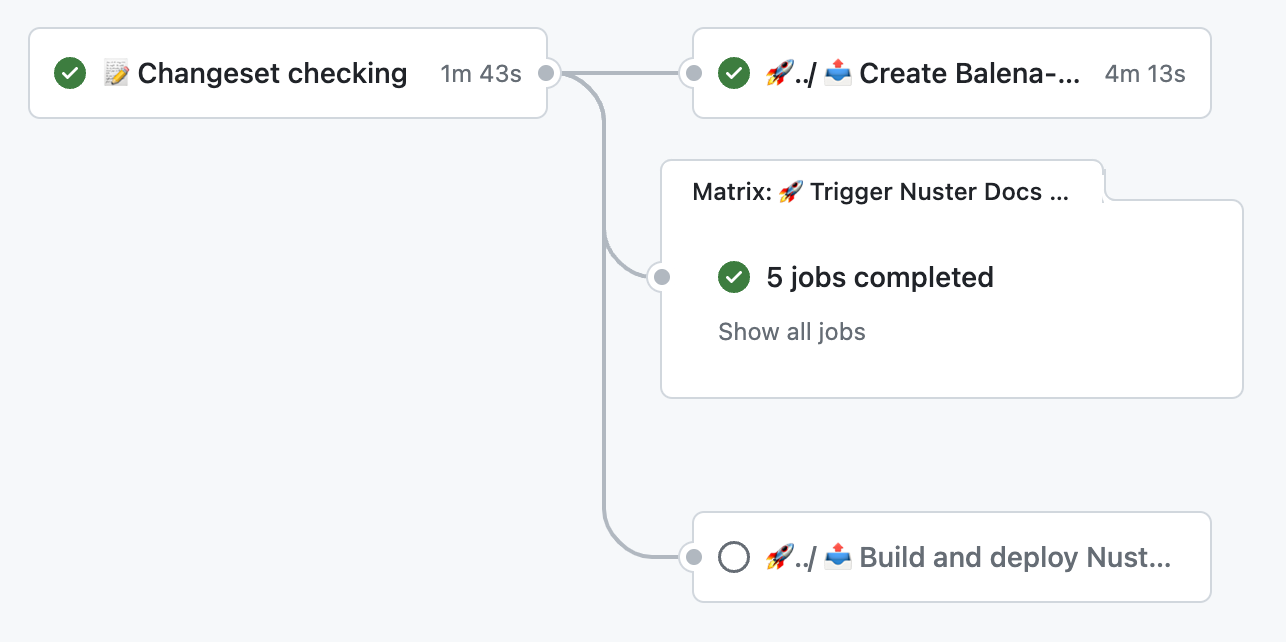 📝 Changeset checking 1m 43s
🚀../ 📤 Create Balena-... 4m 13s
Matrix: 🚀 Trigger Nuster Docs ...
5 jobs completed
Show all jobs
🚀../ 📤 Build and deploy Nust...